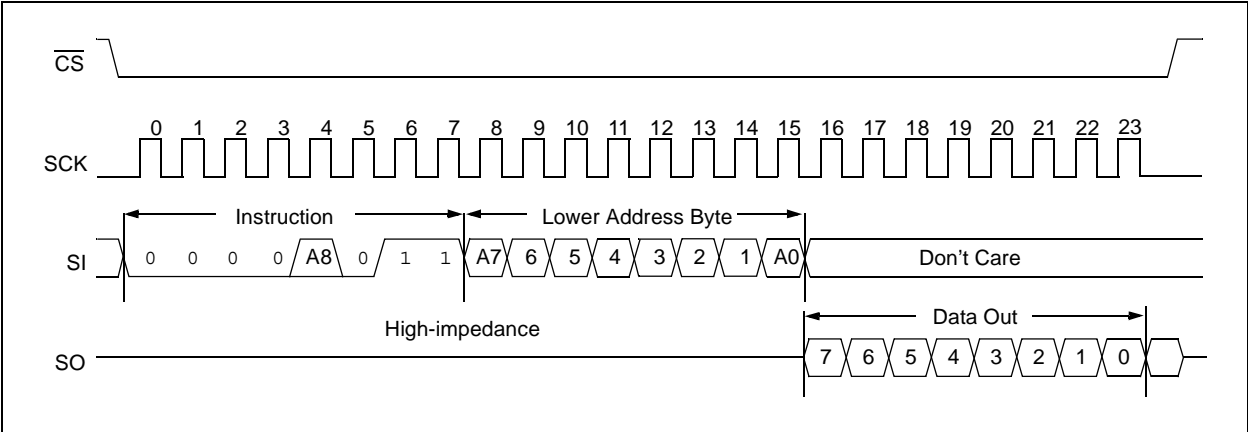 CS
0 1 2 3 4 5 6 7 8 9 10 11 12 13 14 15 16 17 18 19 20 21 22 23
SCK
Instruction Lower Address Byte
SI 0 0 0 0 A8 0 1 1 A7 6 5 4 3 2 1 A0 Don't Care
High-impedance Data Out
SO 7 6 5 4 3 2 1 0